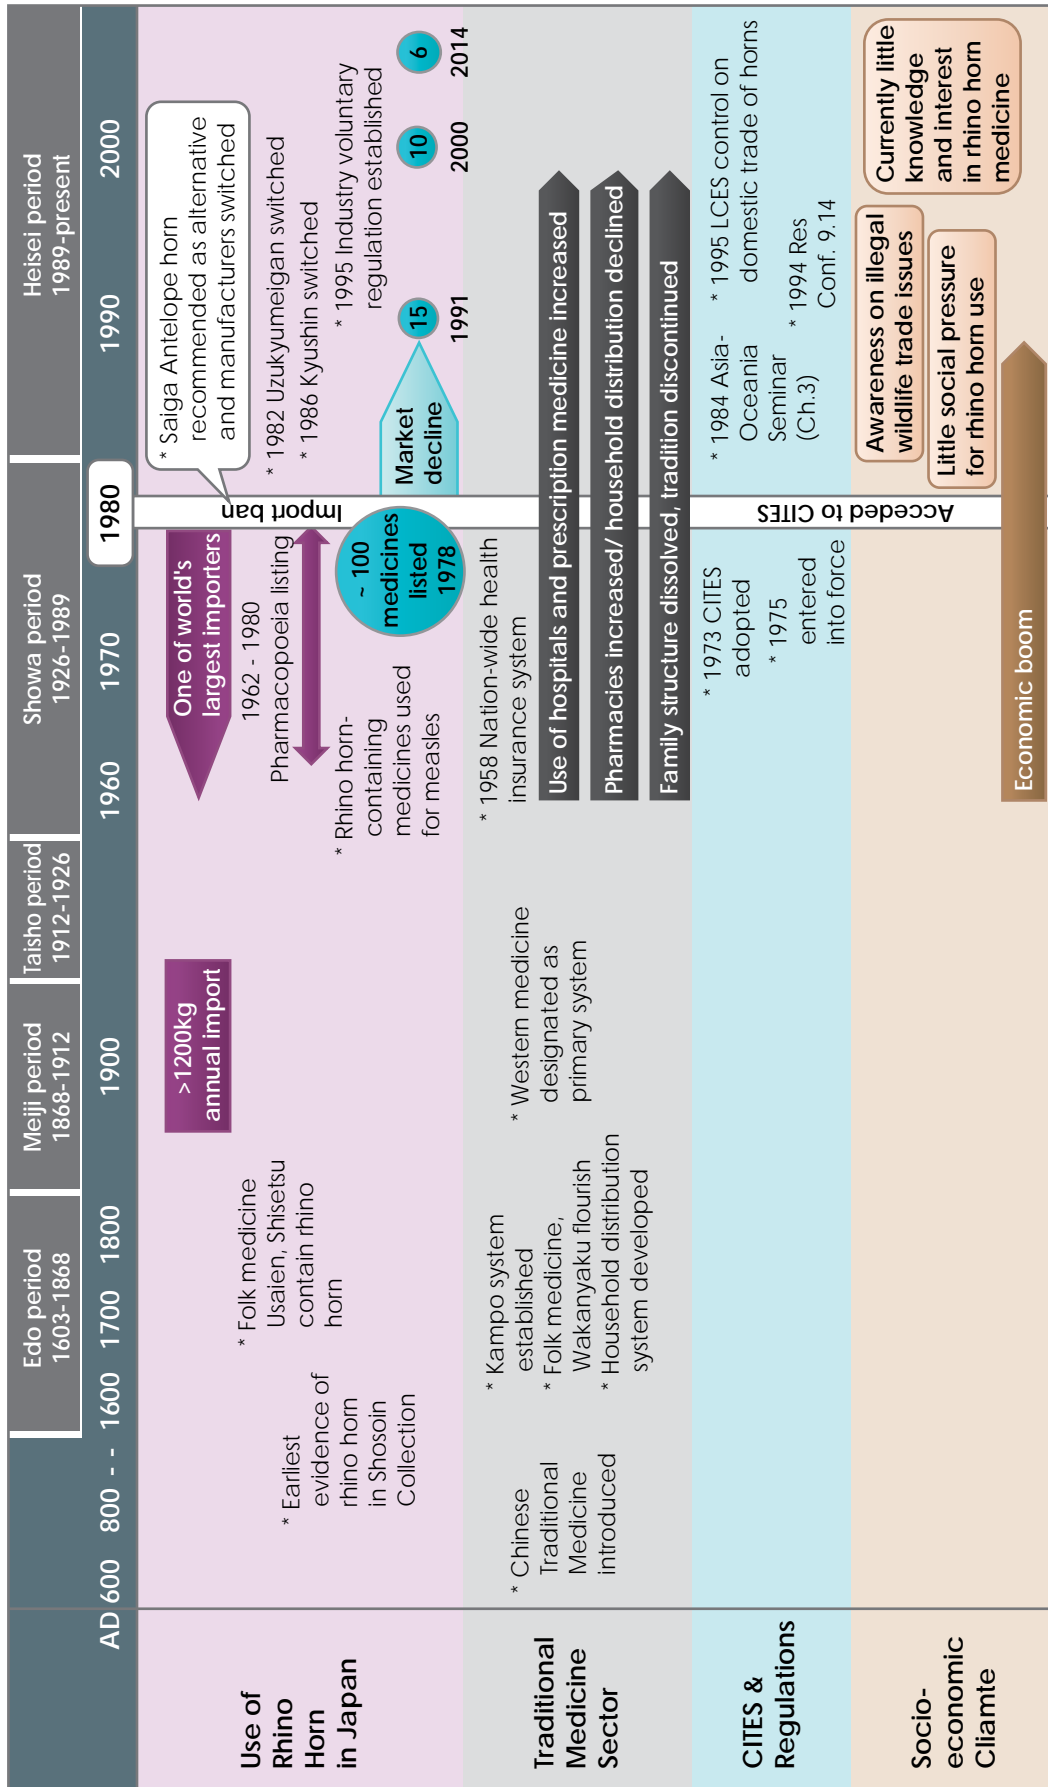 Edo period
1603-1868
Meiji period
1868-1912
Taisho period
1912-1926
Showa period
1926-1989
Heisei period
1989-present
AD 600 800 - - 1600 1700 1800 1900 1960 1970 1980 1990 2000
Use of
Rhino
Horn
in Japan
* Earliest
evidence of
rhino horn
in Shosoin
Collection
* Folk medicine
Usaien, Shisetsu
contain rhino
horn
>1200kg
annual import
One of world's
largest importers
1962 - 1980
Pharmacopoeia listing
* Rhino horn-
containing
medicines used
for measles
~ 100
medicines
listed
1978
Import ban
* Saiga Antelope horn
recommended as alternative
and manufacturers switched
* 1982 Uzukyumeigan switched
* 1986 Kyushin switched
* 1995 Industry voluntary
regulation established
Market
decline
15
1991
10
2000
6
2014
Traditional
Medicine
Sector
* Chinese
Traditional
Medicine
introduced
* Kampo system
established
* Folk medicine,
Wakanyaku flourish
* Household distribution
system developed
* Western medicine
designated as
primary system
* 1958 Nation-wide health
insurance system
Use of hospitals and prescription medicine increased
Pharmacies increased/ household distribution declined
Family structure dissolved, tradition discontinued
CITES &
Regulations
* 1973 CITES
adopted
* 1975
entered
into force
Acceded to CITES
* 1984 Asia-
Oceania
Seminar
(Ch.3)
* 1995 LCES control on
domestic trade of horns
* 1994 Res
Conf. 9.14
Socio-
economic
Cliamte
Economic boom
Awareness on illegal
wildlife trade issues
Little social pressure
for rhino horn use
Currently little
knowledge
and interest
in rhino horn
medicine